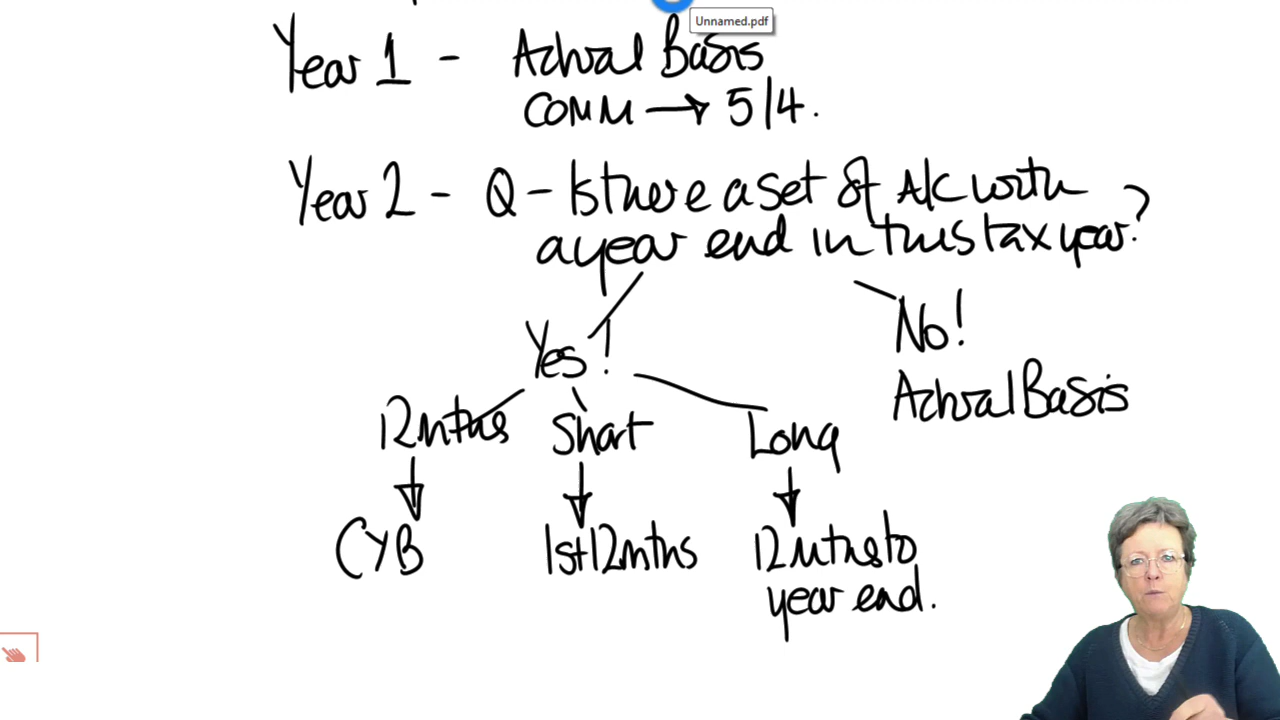 Unnamed.pdf
Year 1 - Actual Basis
COMM → 5/4.
Year 2 - Q - Is there a set of A/C with
a year end in this tax year?
Yes!
No!
Actual Basis
12mths Short Long
CYB 1st 12mths 12mths to
year end.